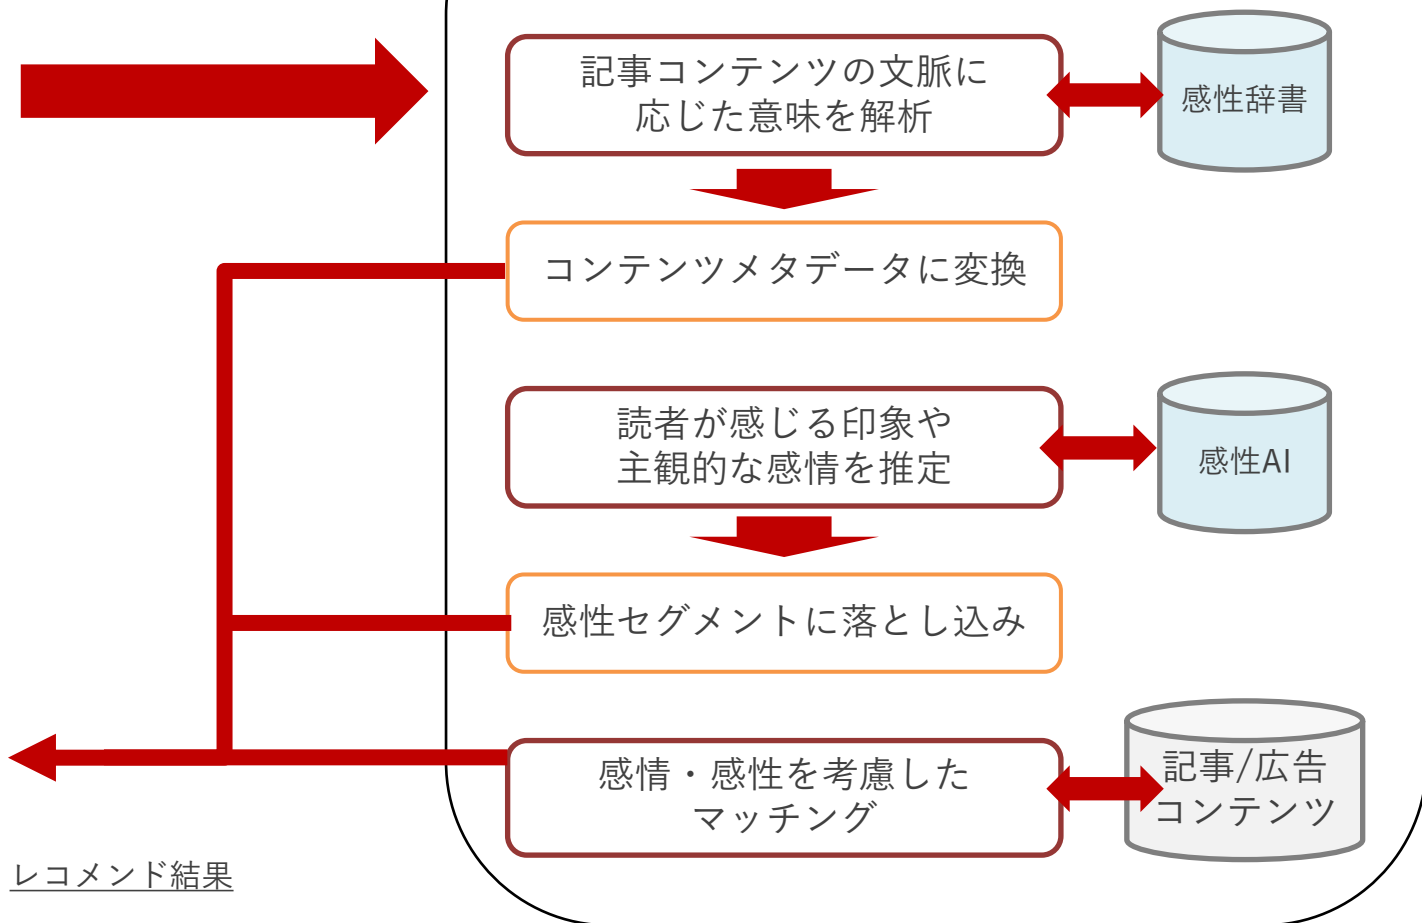 記事コンテンツの文脈に
応じた意味を解析
感性辞書
コンテンツメタデータに変換
読者が感じる印象や
主観的な感情を推定
感性AI
感性セグメントに落とし込み
感情・感性を考慮した
マッチング
記事/広告
コンテンツ
レコメンド結果